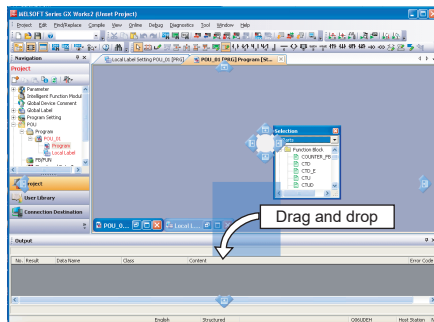 MELSOFT Series GX Works2 (Unset Project)
Project Edit Find/Replace Compile View Online Debug Diagnostics Tool Window Help
Navigation
Local Label Setting POU_01 [PRG]
POU_01 [PRG] Program [St...
Project
Parameter
Intelligent Function Modul
Global Device Comment
Global Label
Program Setting
POU
Program
POU_01
Program
Local Label
FB/FUN
Selection
Parts
Function Block
COUNTER_FB
CTD
CTD_E
CTU
CTUD
Project
User Library
Connection Destination
POU_0...
Local L...
Drag and drop
Output
No. Result Data Name Class Content Error Code
English Structured Q06UDEH Host Station